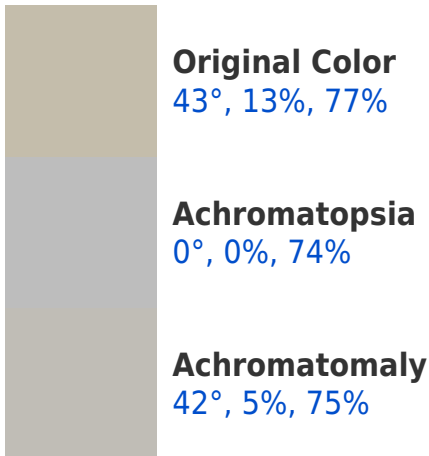 Original Color
43°, 13%, 77%
Achromatopsia
0°, 0%, 74%
Achromatomaly
42°, 5%, 75%